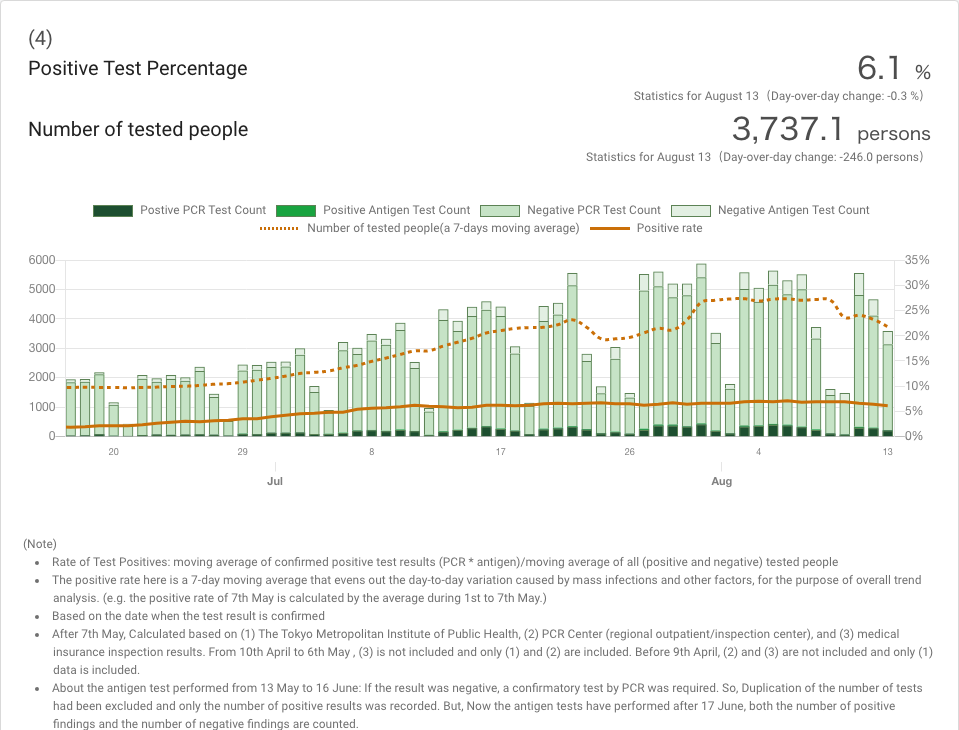 (4)
Positive Test Percentage
6.1 %
Statistics for August 13 (Day-over-day change: -0.3 %)
Number of tested people
3,737.1 persons
Statistics for August 13 (Day-over-day change: -246.0 persons)
Postive PCR Test Count Positive Antigen Test Count Negative PCR Test Count Negative Antigen Test Count
Number of tested people(a 7-days moving average) Positive rate
6000 35%
5000 30%
4000 25%
3000 20%
2000 15%
1000 10%
0 5%
0%
20 29 8 17 26 4 13
Jul Aug
(Note)
• Rate of Test Positives: moving average of confirmed positive test results (PCR * antigen)/moving average of all (positive and negative) tested people
• The positive rate here is a 7-day moving average that evens out the day-to-day variation caused by mass infections and other factors, for the purpose of overall trend
analysis. (e.g. the positive rate of 7th May is calculated by the average during 1st to 7th May.)
• Based on the date when the test result is confirmed
• After 7th May, Calculated based on (1) The Tokyo Metropolitan Institute of Public Health, (2) PCR Center (regional outpatient/inspection center), and (3) medical
insurance inspection results. From 10th April to 6th May , (3) is not included and only (1) and (2) are included. Before 9th April, (2) and (3) are not included and only (1)
data is included.
• About the antigen test performed from 13 May to 16 June: If the result was negative, a confirmatory test by PCR was required. So, Duplication of the number of tests
had been excluded and only the number of positive results was recorded. But, Now the antigen tests have performed after 17 June, both the number of positive
findings and the number of negative findings are counted.